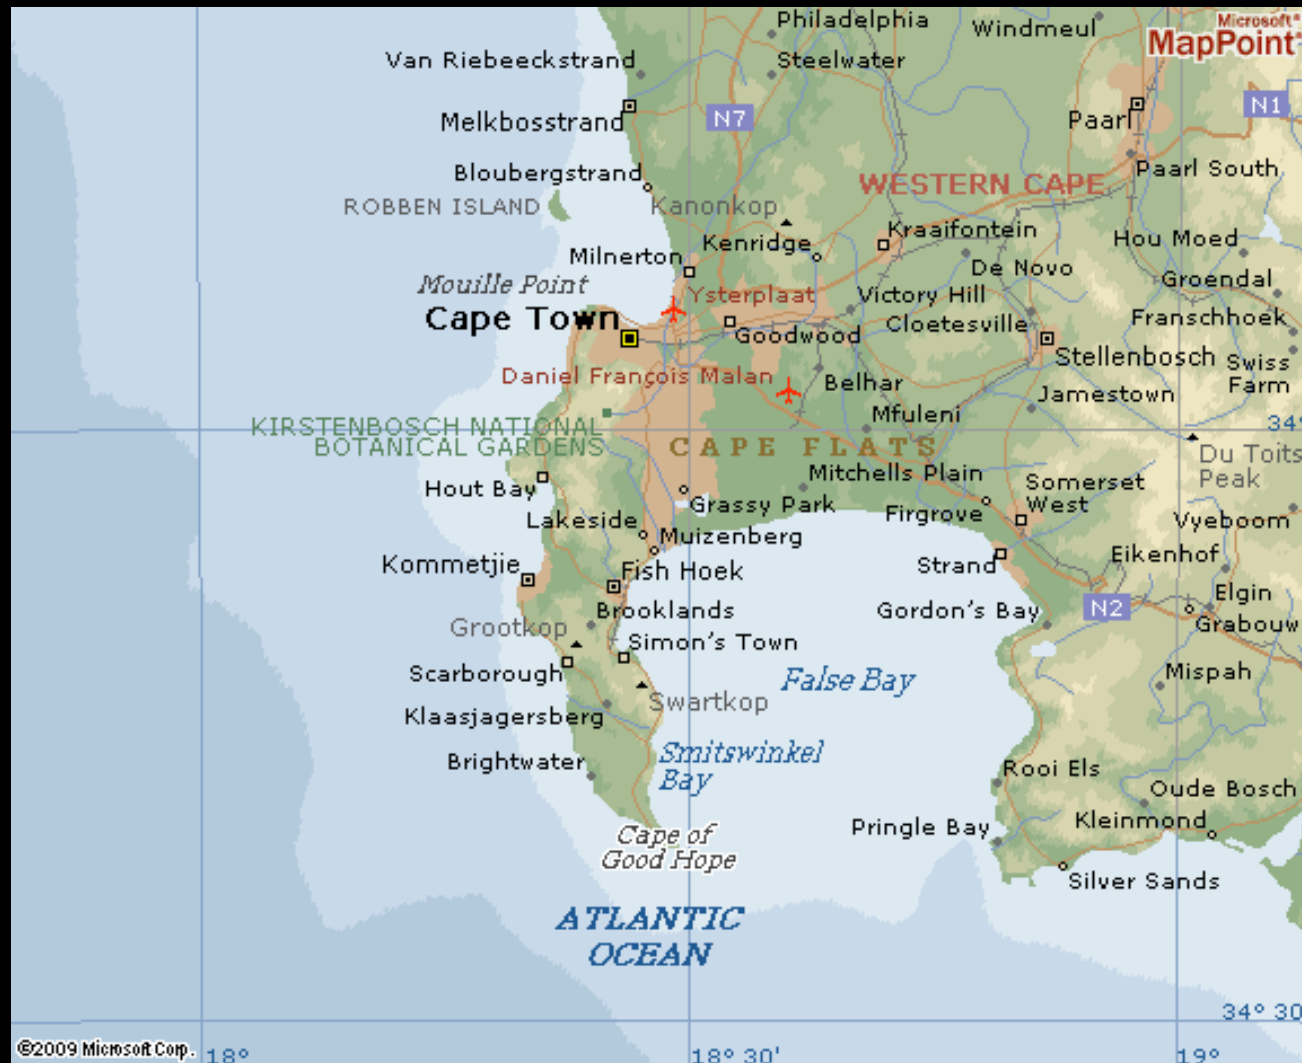 Philadelphia
Windmeul
Microsoft®
MapPoint®
Van Riebeeckstrand
Steelwater
Melkbosstrand
N7
Paarl
N1
Bloubergstrand
WESTERN CAPE
Paarl South
ROBBEN ISLAND
Kanonkop
Kraaifontein
Milnerton
Kenridge
Hou Moed
De Novo
Groendal
Mouille Point
Ysterplaat
Victory Hill
Cape Town
Goodwood
Cloetesville
Franschhoek
Stellenbosch
Swiss
Farm
Daniel François Malan
Belhar
Jamestown
Mfuleni
KIRSTENBOSCH NATIONAL
BOTANICAL GARDENS
CAPE FLATS
34°
Du Toits
Peak
Hout Bay
Mitchells Plain
Somerset
West
Grassy Park
Firgrove
Lakeside
Muizenberg
Vyeboom
Kommetjie
Fish Hoek
Strand
Eikenhof
Brooklands
Gordon's Bay
N2
Elgin
Grabouw
Grootkop
Simon's Town
Scarborough
False Bay
Mispah
Swartkop
Klaasjagersberg
Smitswinkel
Bay
Brightwater
Rooi Els
Oude Bosch
Pringle Bay
Kleinmond
Cape of
Good Hope
Silver Sands
ATLANTIC
OCEAN
34° 30
©2009 Microsoft Corp.
18°
18° 30'
19°